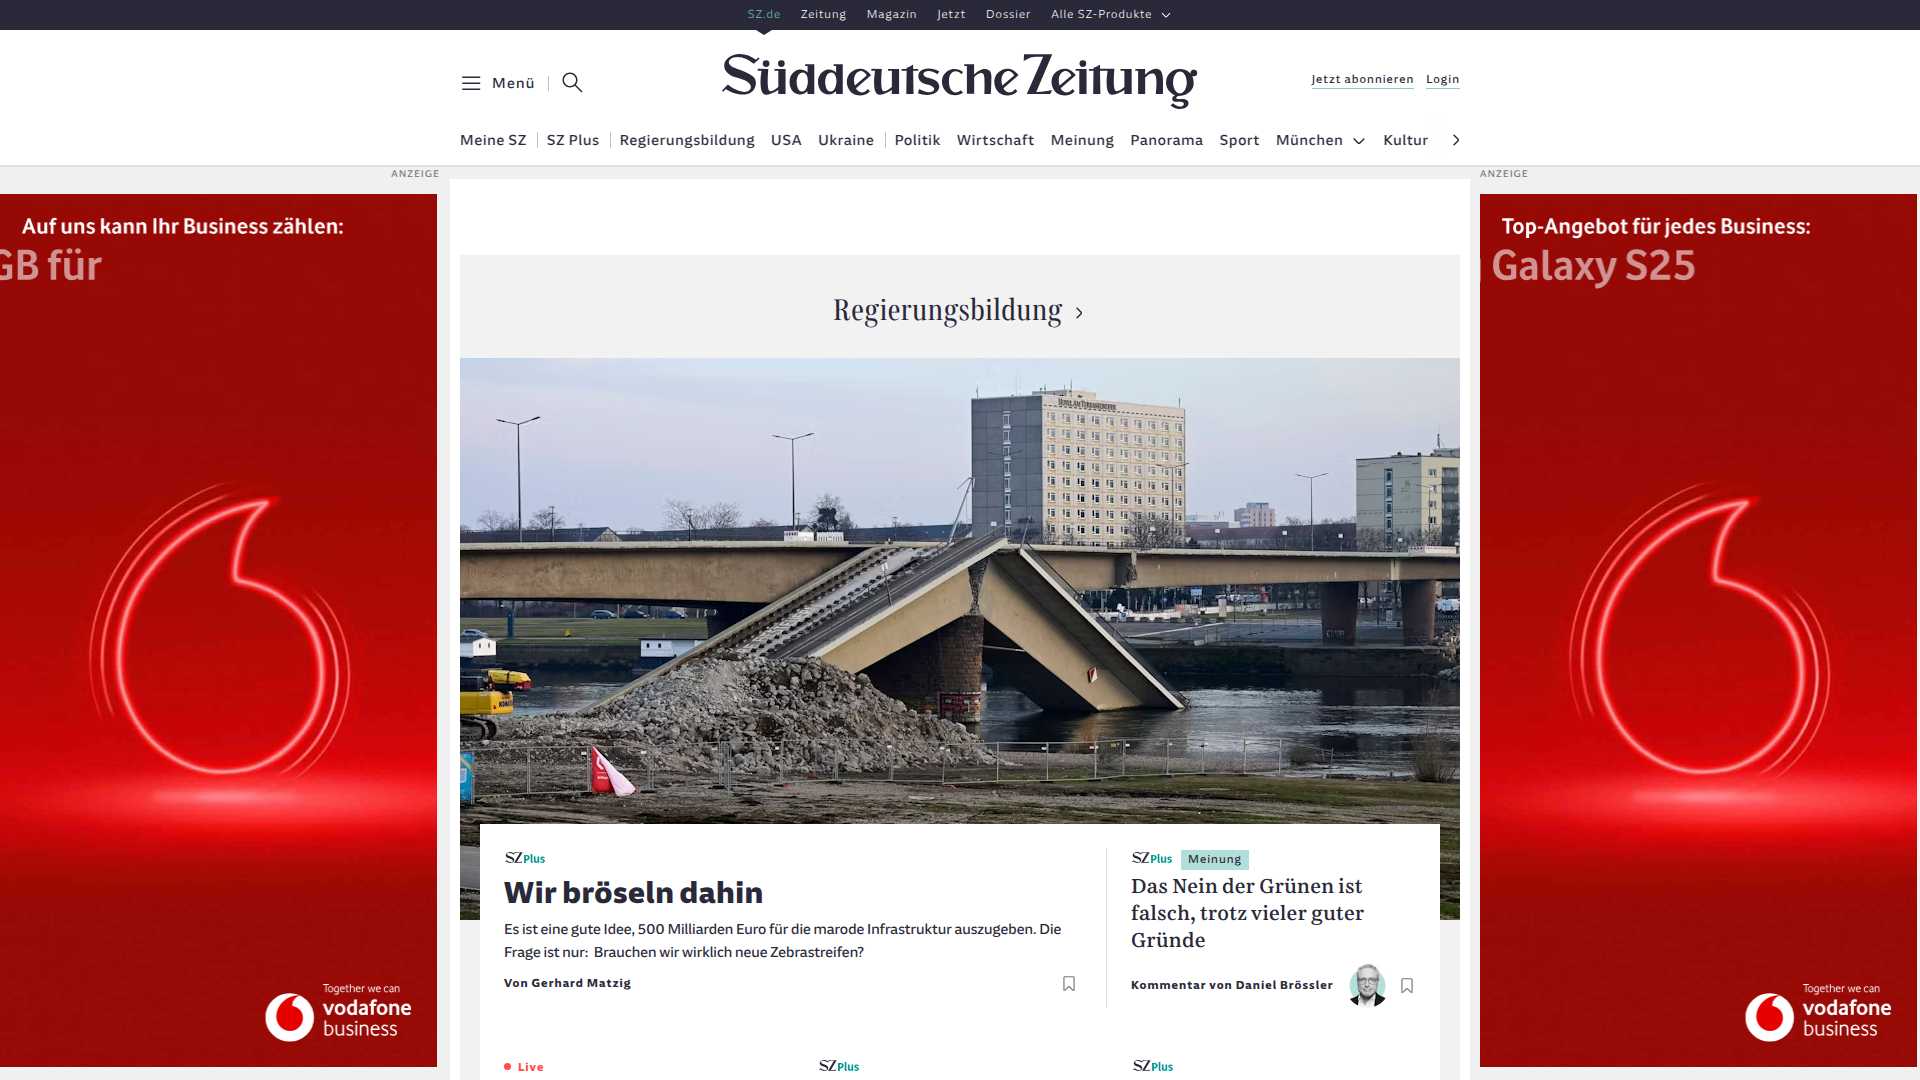 SZ.de Zeitung Magazin Jetzt Dossier Alle SZ-Produkte
Menü
Süddeutsche Zeitung
Jetzt abonnieren Login
Meine SZ SZ Plus Regierungsbildung USA Ukraine Politik Wirtschaft Meinung Panorama Sport München Kultur
ANZEIGE
ANZEIGE
Auf uns kann Ihr Business zählen:
GB für
Together we can
vodafone
business
Regierungsbildung
SZ Plus
Wir bröseln dahin
Es ist eine gute Idee, 500 Milliarden Euro für die marode Infrastruktur auszugeben. Die
Frage ist nur: Brauchen wir wirklich neue Zebrastreifen?
Von Gerhard Matzig
SZ Plus Meinung
Das Nein der Grünen ist
falsch, trotz vieler guter
Gründe
Kommentar von Daniel Brössler
Live
SZ Plus
SZ Plus
Top-Angebot für jedes Business:
Galaxy S25
Together we can
vodafone
business